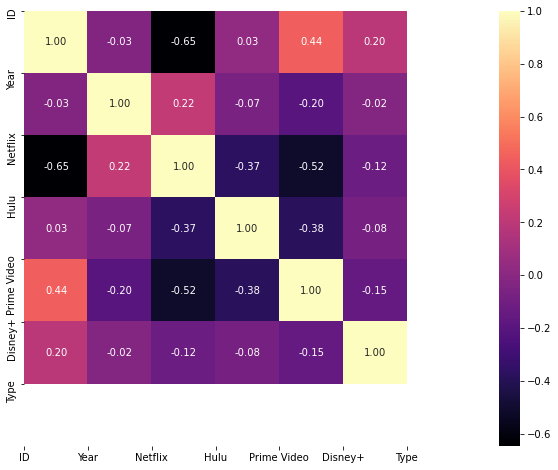 ID
1.00 -0.03 -0.65 0.03 0.44 0.20
Year
-0.03 1.00 0.22 -0.07 -0.20 -0.02
Netflix
-0.65 0.22 1.00 -0.37 -0.52 -0.12
Hulu
0.03 -0.07 -0.37 1.00 -0.38 -0.08
Prime Video
0.44 -0.20 -0.52 -0.38 1.00 -0.15
Disney+
0.20 -0.02 -0.12 -0.08 -0.15 1.00
Type
ID Year Netflix Hulu Prime Video Disney+ Type
1.0
0.8
0.6
0.4
0.2
0.0
-0.2
-0.4
-0.6